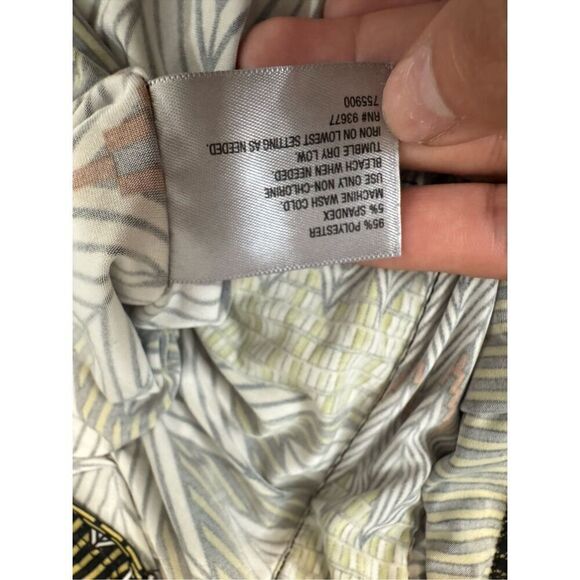 95% POLYESTER
5% SPANDEX
MACHINE WASH COLD.
USE ONLY NON-CHLORINE
BLEACH WHEN NEEDED.
TUMBLE DRY LOW.
IRON ON LOWEST SETTING AS NEEDED.
RN# 93677
755900